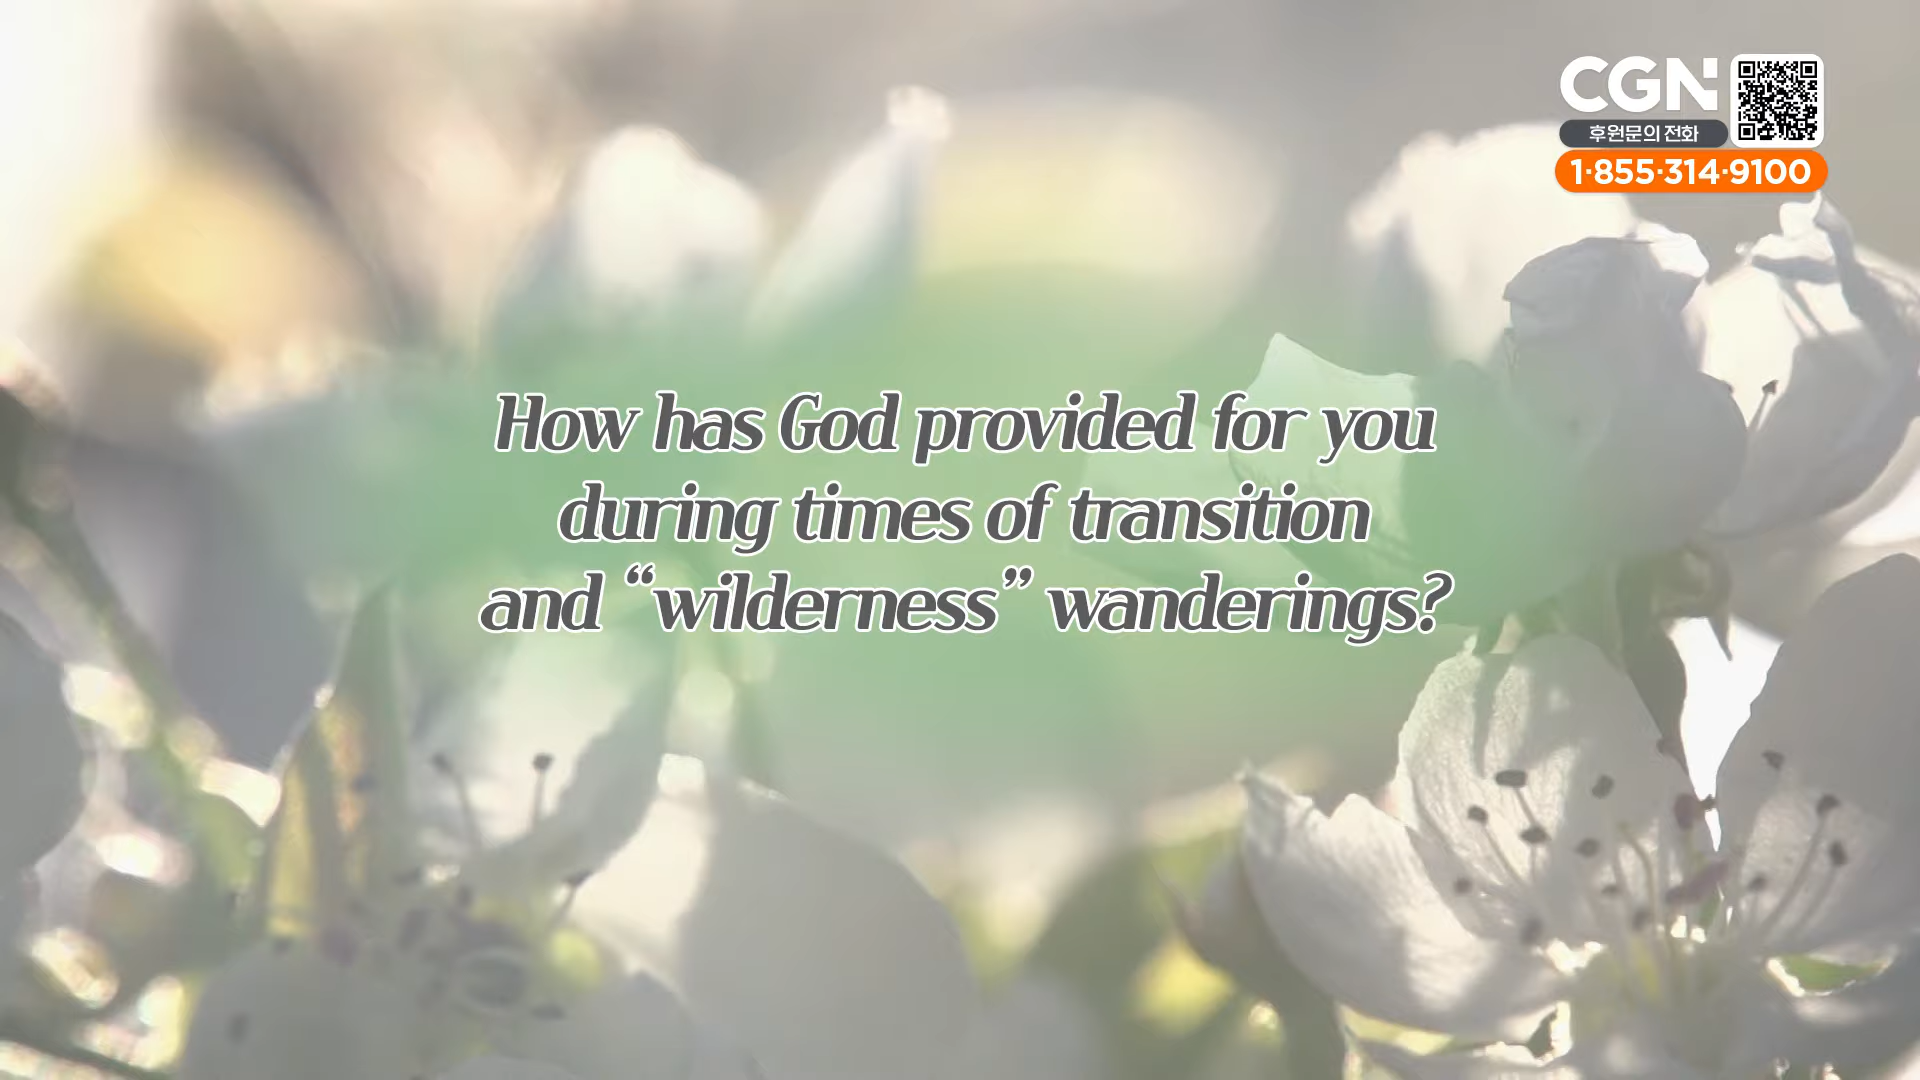 CGN
후원문의 전화
1·855·314·9100
How has God provided for you
during times of transition
and “wilderness” wanderings?